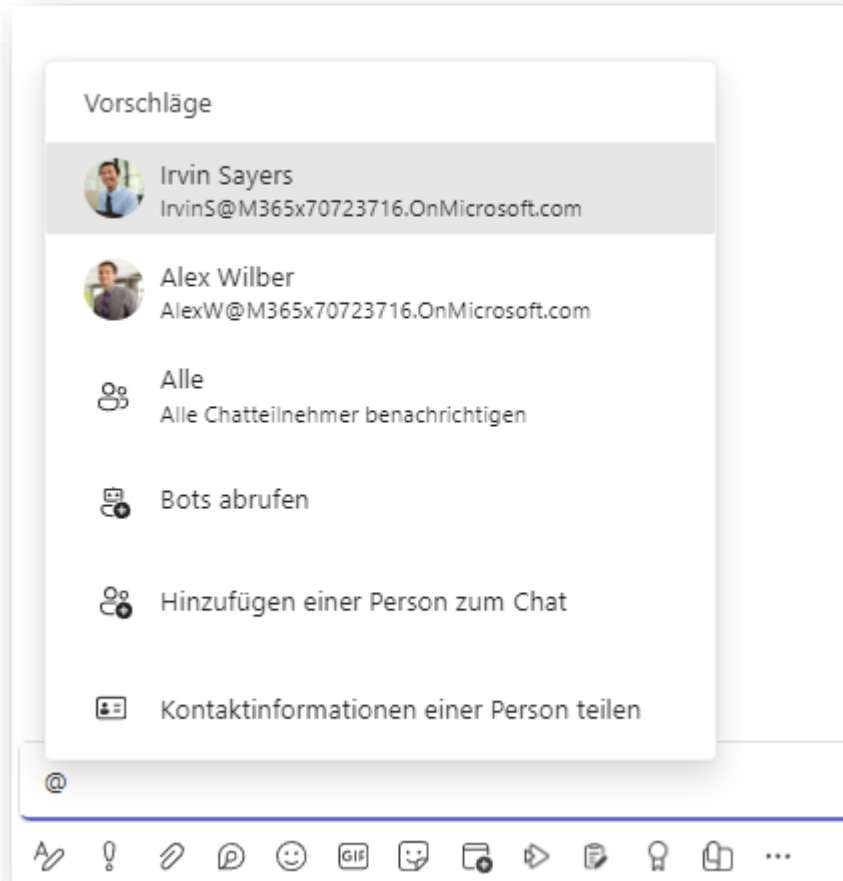 Vorschläge
Irvin Sayers
IrvinS@M365x70723716.OnMicrosoft.com
Alex Wilber
AlexW@M365x70723716.OnMicrosoft.com
Alle
Alle Chatteilnehmer benachrichtigen
Bots abrufen
Hinzufügen einer Person zum Chat
Kontaktinformationen einer Person teilen
@
GIF